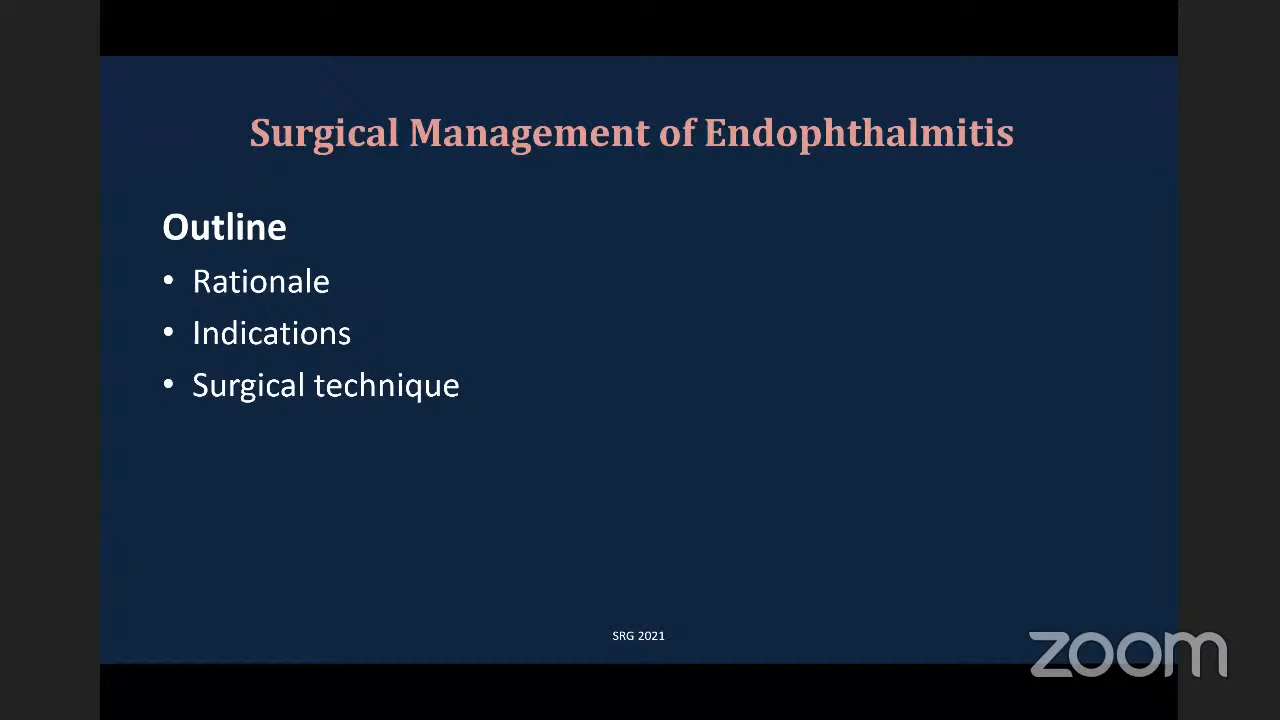 Surgical Management of Endophthalmitis
Outline
• Rationale
• Indications
• Surgical technique
SRG 2021
zoom